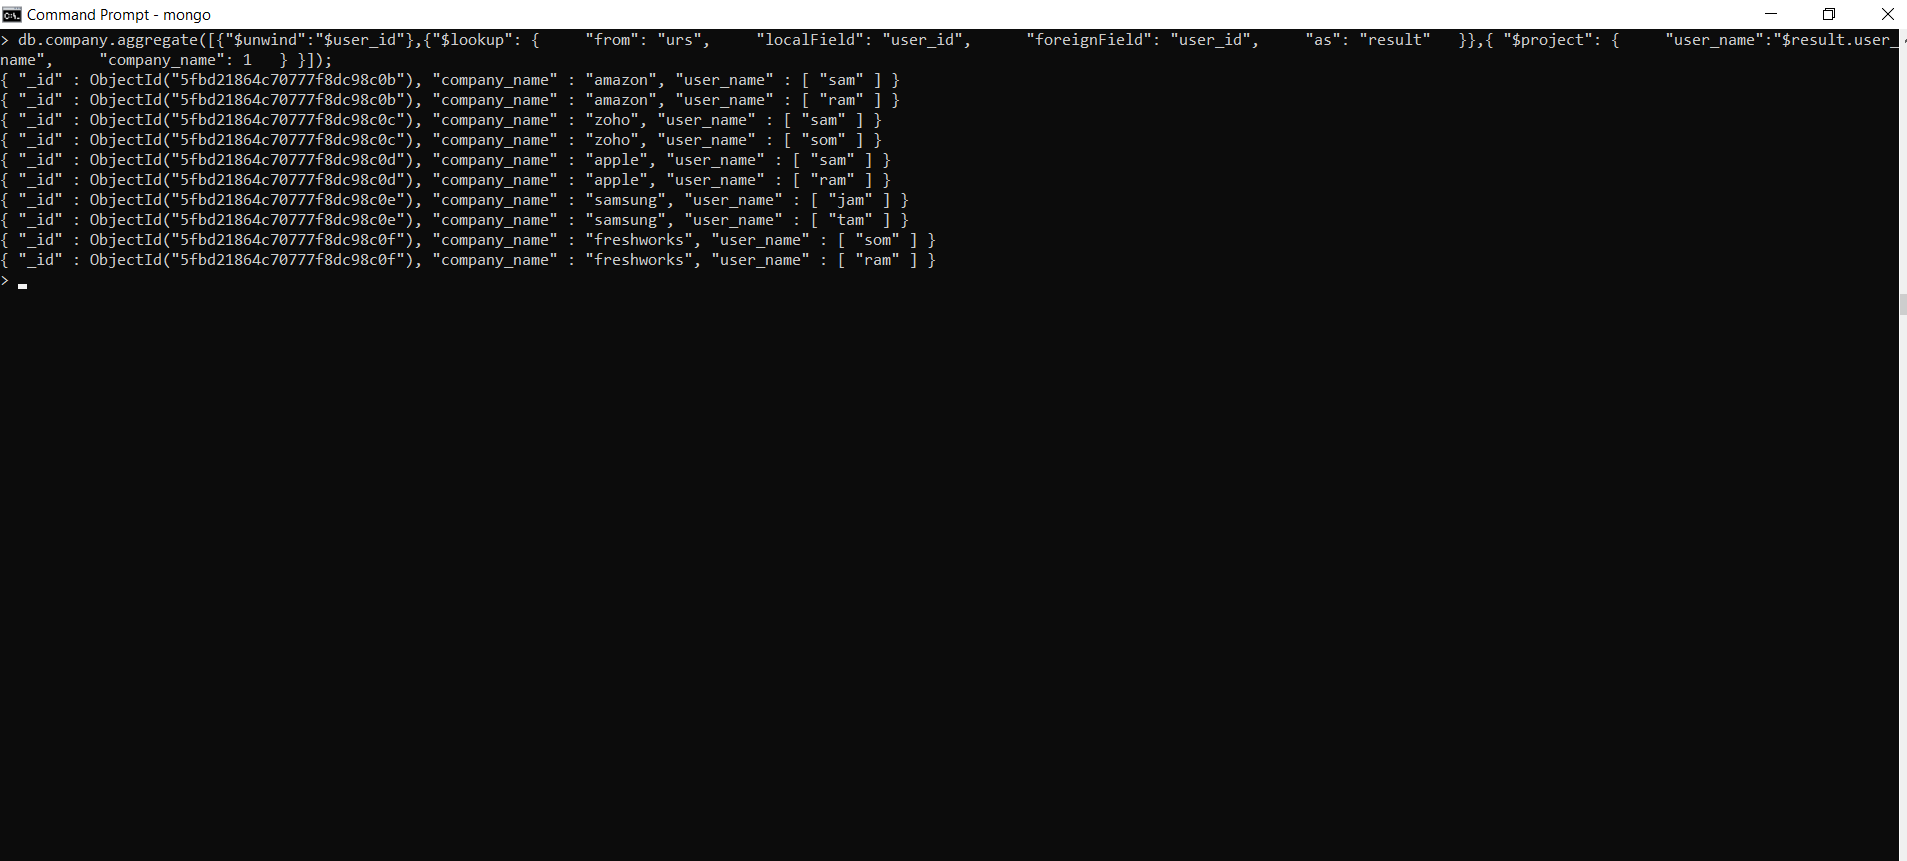 Command Prompt - mongo
> db.company.aggregate([{"$unwind":"$user_id"},{"$lookup": {     "from": "urs",     "localField": "user_id",      "foreignField": "user_id",     "as": "result"   }},{ "$project": {     "user_name":"$result.user_
name",     "company_name": 1   } }]);
{ "_id" : ObjectId("5fbd21864c70777f8dc98c0b"), "company_name" : "amazon", "user_name" : [ "sam" ] }
{ "_id" : ObjectId("5fbd21864c70777f8dc98c0b"), "company_name" : "amazon", "user_name" : [ "ram" ] }
{ "_id" : ObjectId("5fbd21864c70777f8dc98c0c"), "company_name" : "zoho", "user_name" : [ "sam" ] }
{ "_id" : ObjectId("5fbd21864c70777f8dc98c0c"), "company_name" : "zoho", "user_name" : [ "som" ] }
{ "_id" : ObjectId("5fbd21864c70777f8dc98c0d"), "company_name" : "apple", "user_name" : [ "sam" ] }
{ "_id" : ObjectId("5fbd21864c70777f8dc98c0d"), "company_name" : "apple", "user_name" : [ "ram" ] }
{ "_id" : ObjectId("5fbd21864c70777f8dc98c0e"), "company_name" : "samsung", "user_name" : [ "jam" ] }
{ "_id" : ObjectId("5fbd21864c70777f8dc98c0e"), "company_name" : "samsung", "user_name" : [ "tam" ] }
{ "_id" : ObjectId("5fbd21864c70777f8dc98c0f"), "company_name" : "freshworks", "user_name" : [ "som" ] }
{ "_id" : ObjectId("5fbd21864c70777f8dc98c0f"), "company_name" : "freshworks", "user_name" : [ "ram" ] }
>